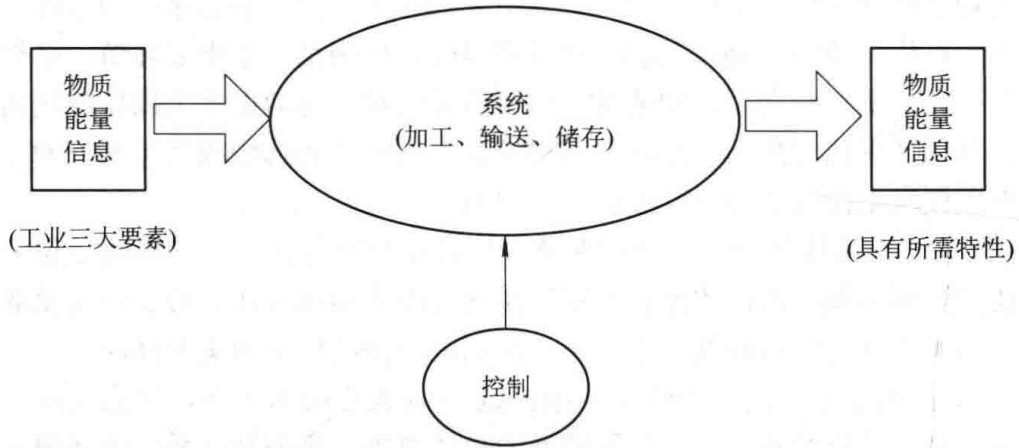 物质
能量
信息
(工业三大要素)
系统
(加工、输送、储存)
物质
能量
信息
(具有所需特性)
控制